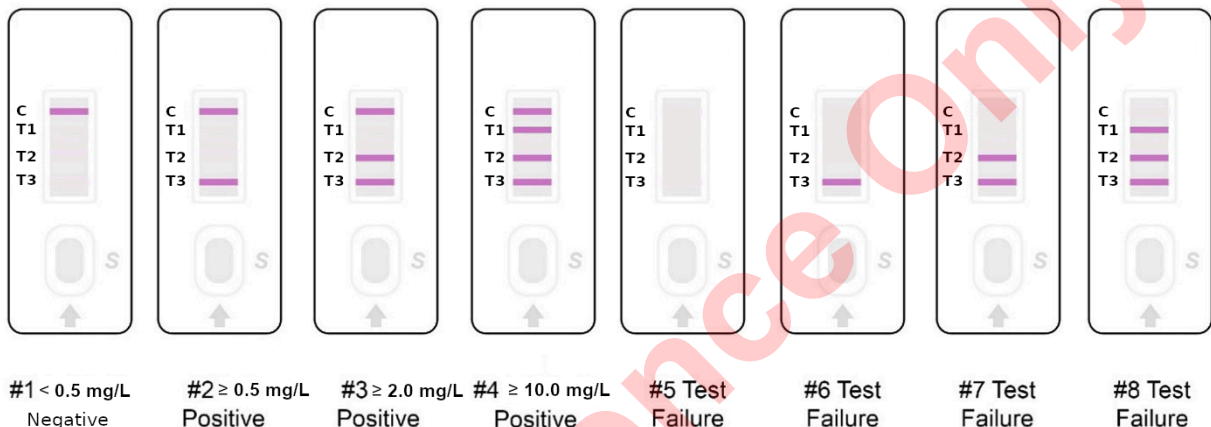 C C C C C C C C
T1 T1 T1 T1 T1 T1 T1 T1
T2 T2 T2 T2 T2 T2 T2 T2
T3 T3 T3 T3 T3 T3 T3 T3
S S S S S S S S
#1 < 0.5 mg/L #2 ≥ 0.5 mg/L #3 ≥ 2.0 mg/L #4 ≥ 10.0 mg/L #5 Test #6 Test #7 Test #8 Test
Negative Positive Positive Positive Failure Failure Failure Failure
ence Only